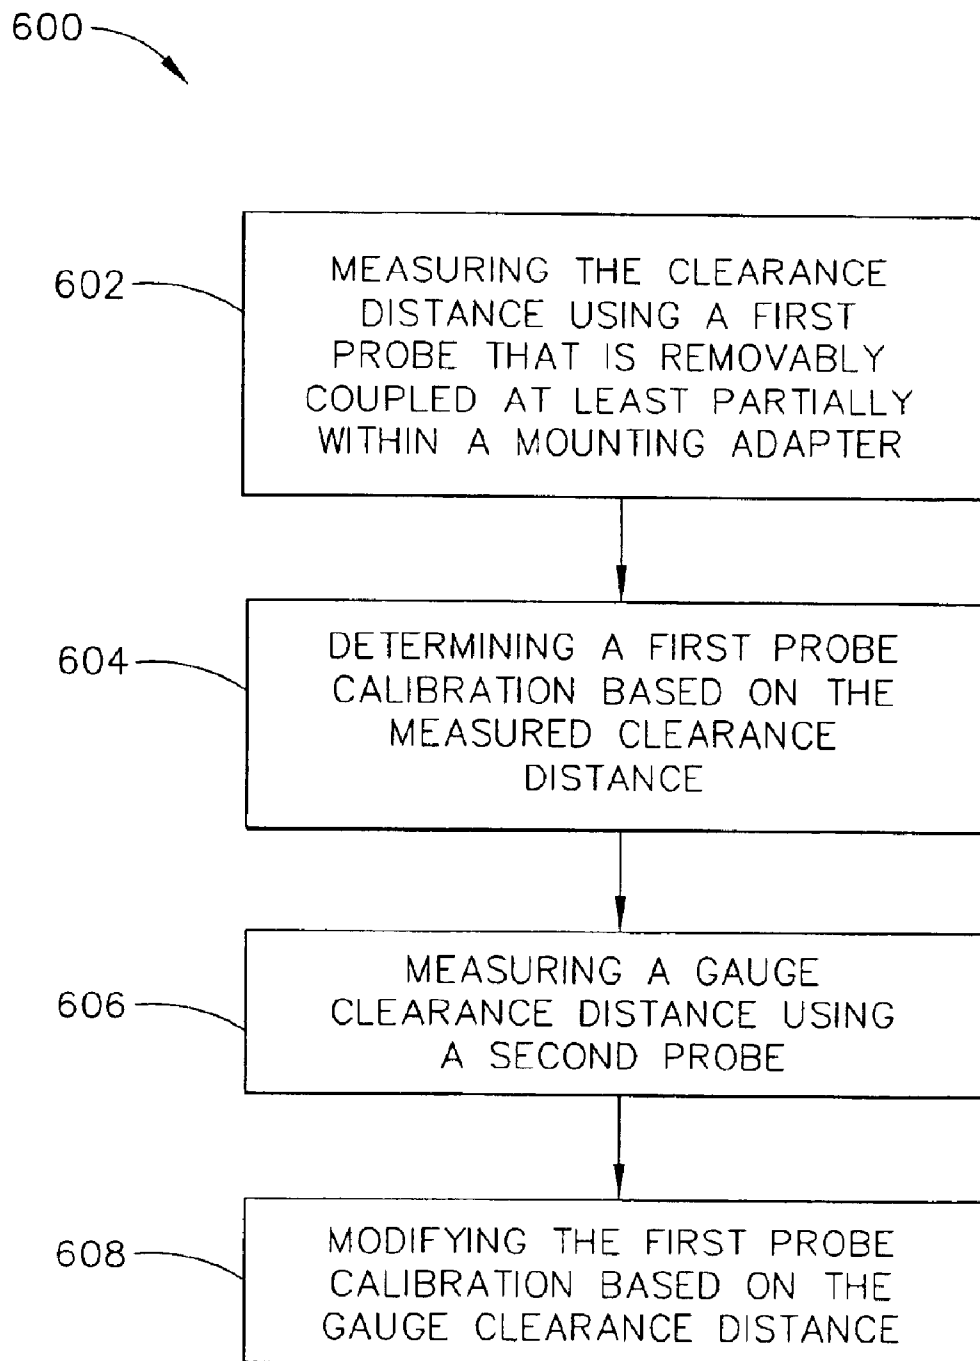 600
602
MEASURING THE CLEARANCE
DISTANCE USING A FIRST
PROBE THAT IS REMOVABLY
COUPLED AT LEAST PARTIALLY
WITHIN A MOUNTING ADAPTER
604
DETERMINING A FIRST PROBE
CALIBRATION BASED ON THE
MEASURED CLEARANCE
DISTANCE
606
MEASURING A GAUGE
CLEARANCE DISTANCE USING
A SECOND PROBE
608
MODIFYING THE FIRST PROBE
CALIBRATION BASED ON THE
GAUGE CLEARANCE DISTANCE